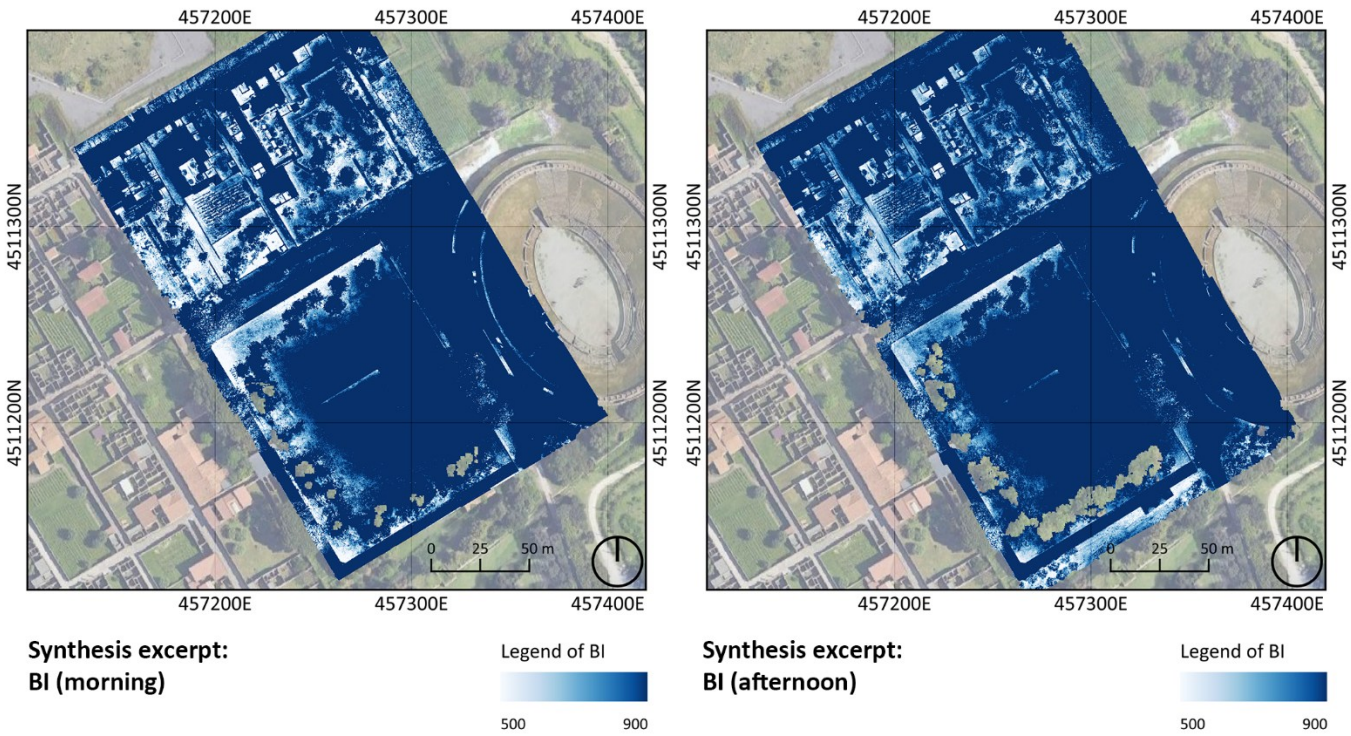 457200E 457300E 457400E
4511300N 4511300N
4511200N 4511200N
0 25 50 m
457200E 457300E 457400E
Synthesis excerpt:
BI (morning)
Legend of BI
500 900
457200E 457300E 457400E
4511300N 4511300N
4511200N 4511200N
0 25 50 m
457200E 457300E 457400E
Synthesis excerpt:
BI (afternoon)
Legend of BI
500 900